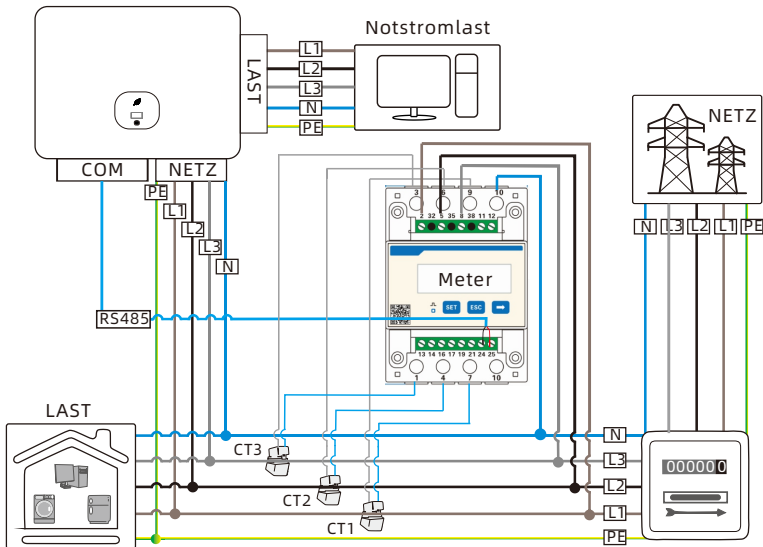 Notstromlast
L1
L2
L3
N
PE
LAST
NETZ
COM
NETZ
PE
L1
L2
L3
N
3
6
9
10
2 32 5 35 8 38 11 12
N
L3
L2
L1
PE
Meter
SET
ESC
RS485
13 14 16 17 19 21 24 25
1
4
7
10
LAST
CT3
CT2
CT1
N
L3
L2
L1
PE
000000